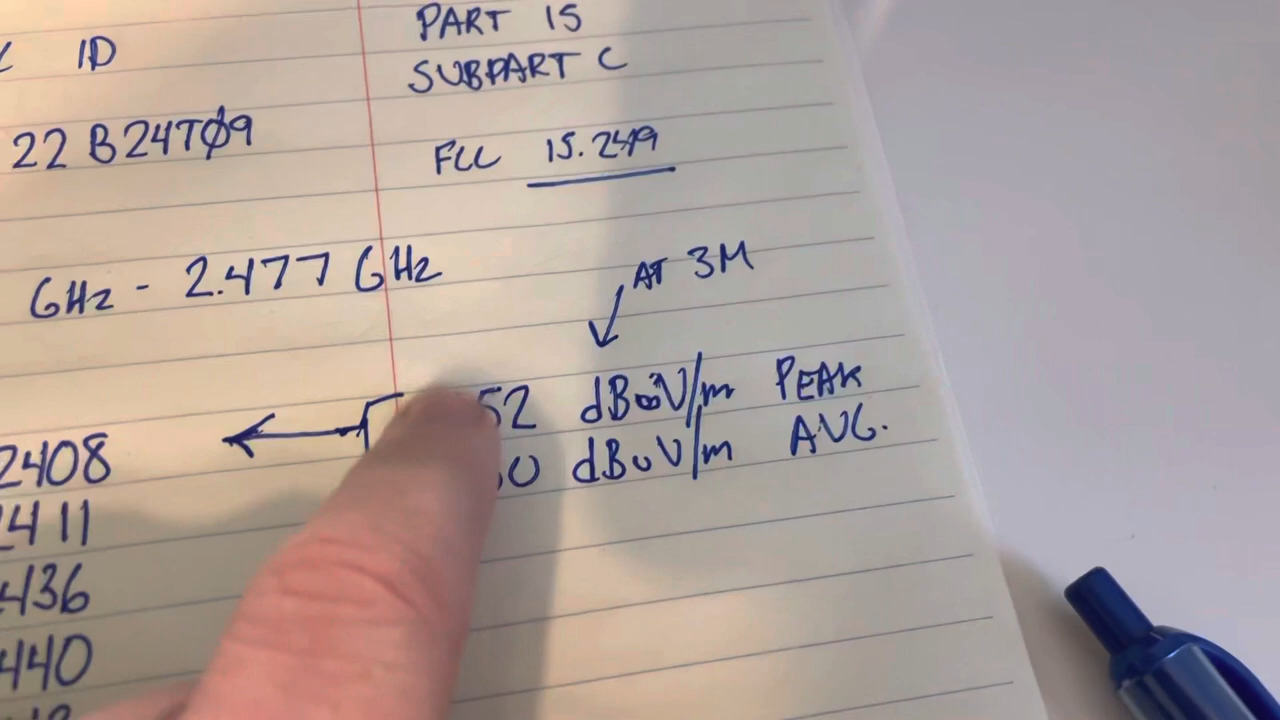 ID
PART 15
SUBPART C
22 B24TØ9
FCC 15.249
GHz - 2.477 GHz
AT 3M
52 dBuV/m PEAK
0 dBuV/m AVG.
2408
2411
436
440